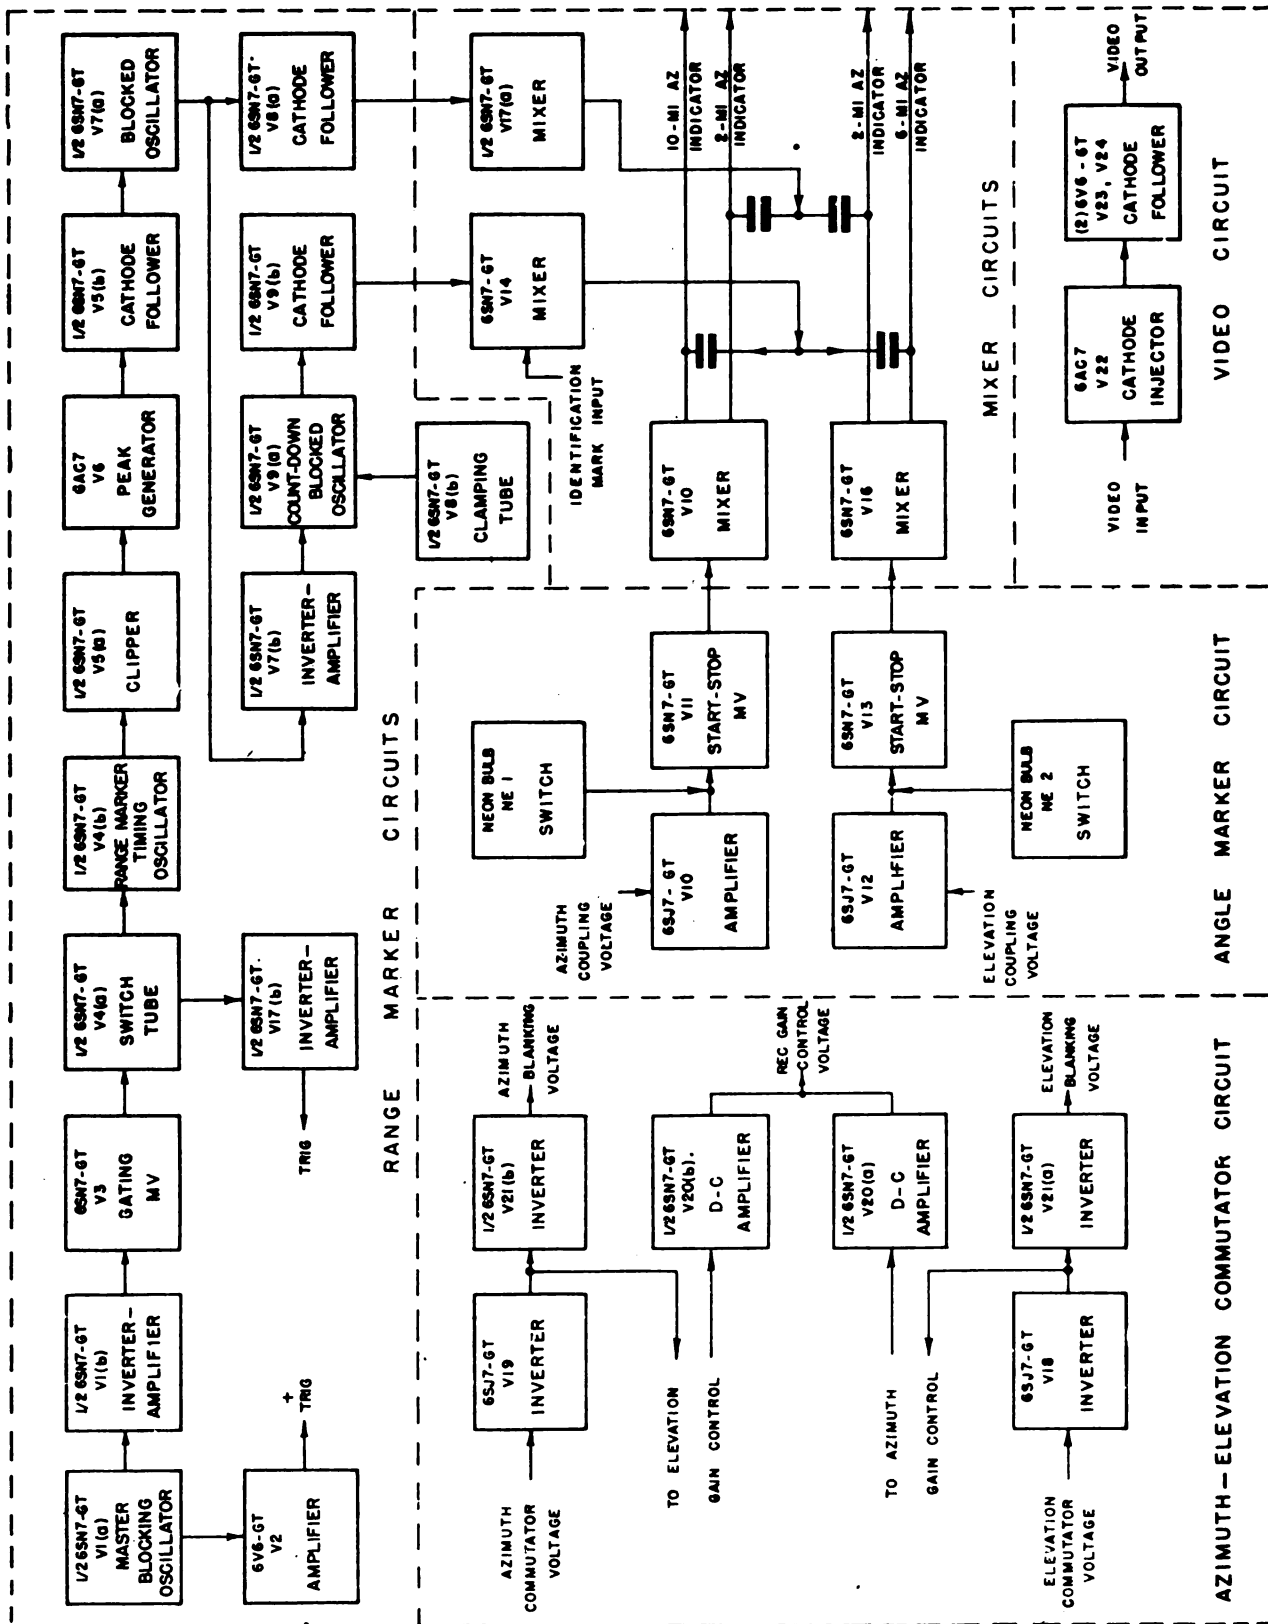 1/2 6SN7-GT
V1(a)
MASTER
BLOCKING
OSCILLATOR
1/2 6SN7-GT
V1(b)
INVERTER-
AMPLIFIER
6SN7-GT
V3
GATING
MV
1/2 6SN7-GT
V4(a)
SWITCH
TUBE
1/2 6SN7-GT
V4(b)
RANGE MARKER
TIMING
OSCILLATOR
1/2 6SN7-GT
V5(a)
CLIPPER
6AC7
V6
PEAK
GENERATOR
1/2 6SN7-GT
V5(b)
CATHODE
FOLLOWER
1/2 6SN7-GT
V7(a)
BLOCKED
OSCILLATOR
6V6-GT
V2
AMPLIFIER
+
TRIG
TRIG
1/2 6SN7-GT.
V17(b)
INVERTER-
AMPLIFIER
1/2 6SN7-GT
V7(b)
INVERTER-
AMPLIFIER
1/2 6SN7-GT
V9(a)
COUNT-DOWN
BLOCKED
OSCILLATOR
1/2 6SN7-GT
V9(b)
CATHODE
FOLLOWER
1/2 6SN7-GT-
V8(a)
CATHODE
FOLLOWER
RANGE MARKER CIRCUITS
1/2 6SN7-GT
V8(b)
CLAMPING
TUBE
AZIMUTH
COMMUTATOR
VOLTAGE
6SJ7-GT
V19
INVERTER
1/2 6SN7-GT
V21(b)
INVERTER
AZIMUTH
BLANKING
VOLTAGE
TO ELEVATION
GAIN CONTROL
1/2 6SN7-GT
V20(b).
D-C
AMPLIFIER
REC GAIN
CONTROL
VOLTAGE
TO AZIMUTH
GAIN CONTROL
1/2 6SN7-GT
V20(a)
D-C
AMPLIFIER
ELEVATION
COMMUTATOR
VOLTAGE
6SJ7-GT
V18
INVERTER
1/2 6SN7-GT
V21(a)
INVERTER
ELEVATION
BLANKING
VOLTAGE
AZIMUTH-ELEVATION COMMUTATOR CIRCUIT
NEON BULB
NE 1
SWITCH
AZIMUTH
COUPLING
VOLTAGE
6SJ7-GT
V10
AMPLIFIER
6SN7-GT
V11
START-STOP
MV
6SJ7-GT
V12
AMPLIFIER
6SN7-GT
V13
START-STOP
MV
ELEVATION
COUPLING
VOLTAGE
NEON BULB
NE 2
SWITCH
ANGLE MARKER CIRCUIT
IDENTIFICATION
MARK INPUT
6SN7-GT
V14
MIXER
1/2 6SN7-GT
V17(a)
MIXER
6SN7-GT
V10
MIXER
6SN7-GT
V16
MIXER
10-MI AZ
INDICATOR
2-MI AZ
INDICATOR
2-MI AZ
INDICATOR
6-MI AZ
INDICATOR
MIXER CIRCUITS
VIDEO
INPUT
6AC7
V22
CATHODE
INJECTOR
(2) 6V6-6T
V23, V24
CATHODE
FOLLOWER
VIDEO
OUTPUT
VIDEO CIRCUIT